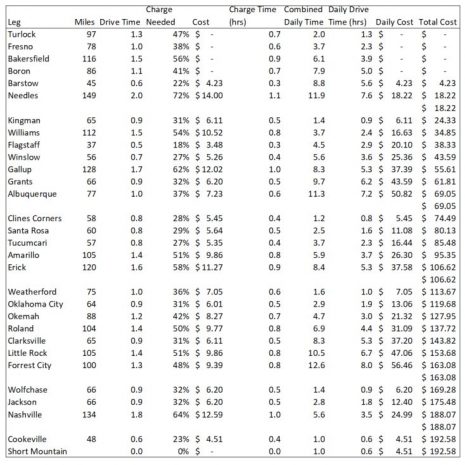 Charge Charge Time Combined Daily Drive
Leg Miles Drive Time Needed Cost (hrs) Daily Time Time (hrs) Daily Cost Total Cost
Turlock 97 1.3 47% $ - 0.7 2.0 1.3 $ - $ -
Fresno 78 1.0 38% $ - 0.6 3.7 2.3 $ - $ -
Bakersfield 116 1.5 56% $ - 0.9 6.1 3.9 $ - $ -
Boron 86 1.1 41% $ - 0.7 7.9 5.0 $ - $ -
Barstow 45 0.6 22% $ 4.23 0.3 8.8 5.6 $ 4.23 $ 4.23
Needles 149 2.0 72% $14.00 1.1 11.9 7.6 $ 18.22 $ 18.22
$ 18.22
Kingman 65 0.9 31% $ 6.11 0.5 1.4 0.9 $ 6.11 $ 24.33
Williams 112 1.5 54% $10.52 0.8 3.7 2.4 $ 16.63 $ 34.85
Flagstaff 37 0.5 18% $ 3.48 0.3 4.5 2.9 $ 20.10 $ 38.33
Winslow 56 0.7 27% $ 5.26 0.4 5.6 3.6 $ 25.36 $ 43.59
Gallup 128 1.7 62% $12.02 1.0 8.3 5.3 $ 37.39 $ 55.61
Grants 66 0.9 32% $ 6.20 0.5 9.7 6.2 $ 43.59 $ 61.81
Albuquerque 77 1.0 37% $ 7.23 0.6 11.3 7.2 $ 50.82 $ 69.05
$ 69.05
Clines Corners 58 0.8 28% $ 5.45 0.4 1.2 0.8 $ 5.45 $ 74.49
Santa Rosa 60 0.8 29% $ 5.64 0.5 2.5 1.6 $ 11.08 $ 80.13
Tucumcari 57 0.8 27% $ 5.35 0.4 3.7 2.3 $ 16.44 $ 85.48
Amarillo 105 1.4 51% $ 9.86 0.8 5.9 3.7 $ 26.30 $ 95.35
Erick 120 1.6 58% $11.27 0.9 8.4 5.3 $ 37.58 $ 106.62
$ 106.62
Weatherford 75 1.0 36% $ 7.05 0.6 1.6 1.0 $ 7.05 $ 113.67
Oklahoma City 64 0.9 31% $ 6.01 0.5 2.9 1.9 $ 13.06 $ 119.68
Okemah 88 1.2 42% $ 8.27 0.7 4.7 3.0 $ 21.32 $ 127.95
Roland 104 1.4 50% $ 9.77 0.8 6.9 4.4 $ 31.09 $ 137.72
Clarksville 65 0.9 31% $ 6.11 0.5 8.3 5.3 $ 37.20 $ 143.82
Little Rock 105 1.4 51% $ 9.86 0.8 10.5 6.7 $ 47.06 $ 153.68
Forrest City 100 1.3 48% $ 9.39 0.8 12.6 8.0 $ 56.46 $ 163.08
$ 163.08
Wolfchase 66 0.9 32% $ 6.20 0.5 1.4 0.9 $ 6.20 $ 169.28
Jackson 66 0.9 32% $ 6.20 0.5 2.8 1.8 $ 12.40 $ 175.48
Nashville 134 1.8 64% $12.59 1.0 5.6 3.5 $ 24.99 $ 188.07
$ 188.07
Cookeville 48 0.6 23% $ 4.51 0.4 1.0 0.6 $ 4.51 $ 192.58
Short Mountain 0.0 0% $ - 0.0 1.0 0.6 $ 4.51 $ 192.58